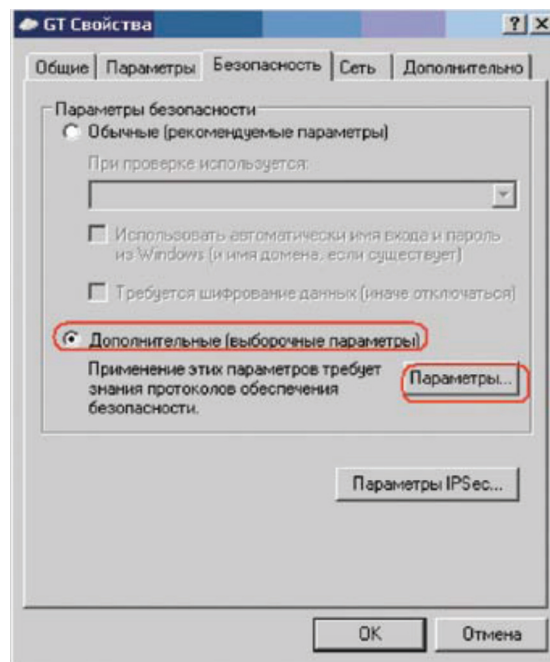 GT Свойства
Общие Параметры Безопасность Сеть Дополнительно
Параметры безопасности
Обычные (рекомендуемые параметры)
При проверке используется:
Использовать автоматически имя входа и пароль
из Windows (и имя домена, если существует)
Требуется шифрование данных (иначе отключаться)
Дополнительные (выборочные параметры)
Применение этих параметров требует
знания протоколов обеспечения
безопасности.
Параметры...
Параметры IPSec...
OK Отмена